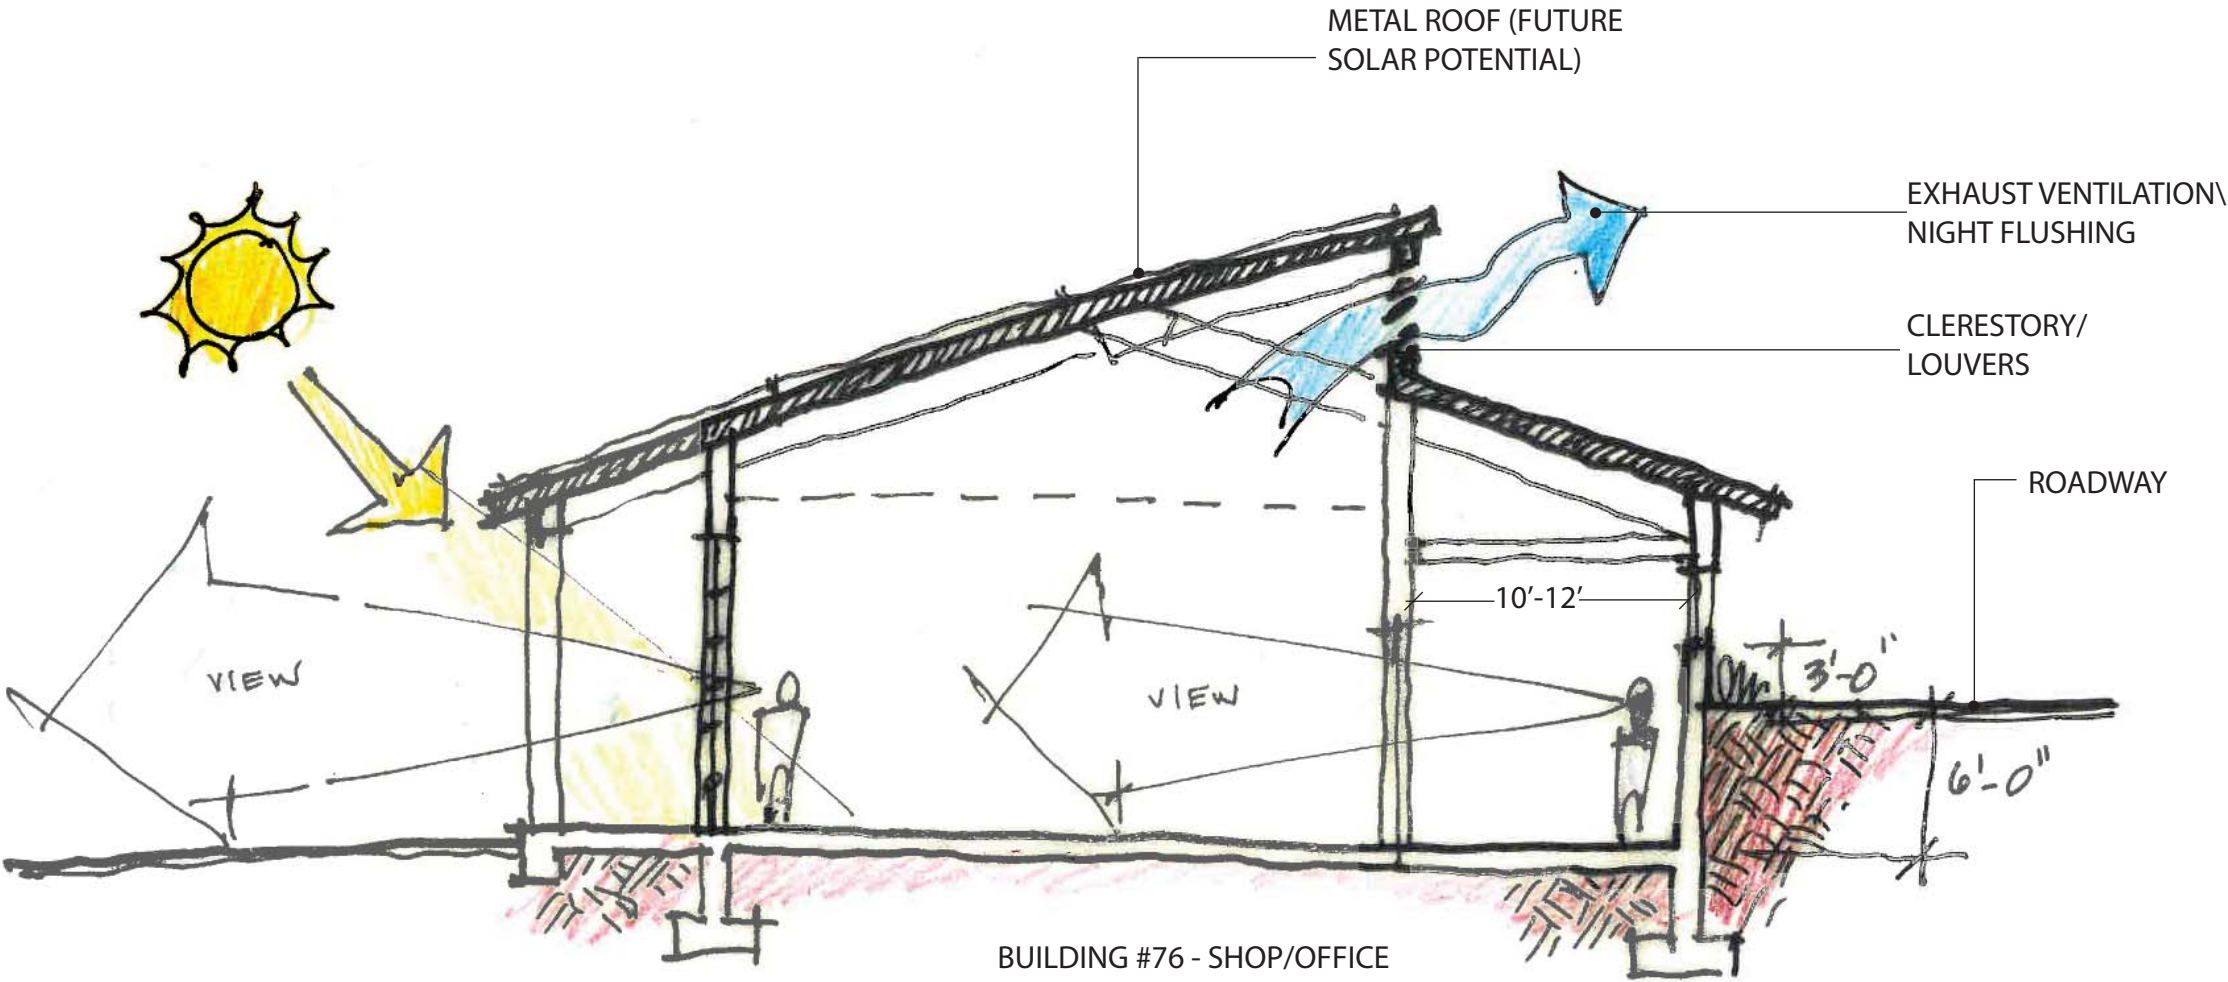 METAL ROOF (FUTURE
SOLAR POTENTIAL)
EXHAUST VENTILATION\
NIGHT FLUSHING
CLERESTORY/
LOUVERS
ROADWAY
10'-12'
VIEW
VIEW
3'-0"
6'-0"
BUILDING #76 - SHOP/OFFICE